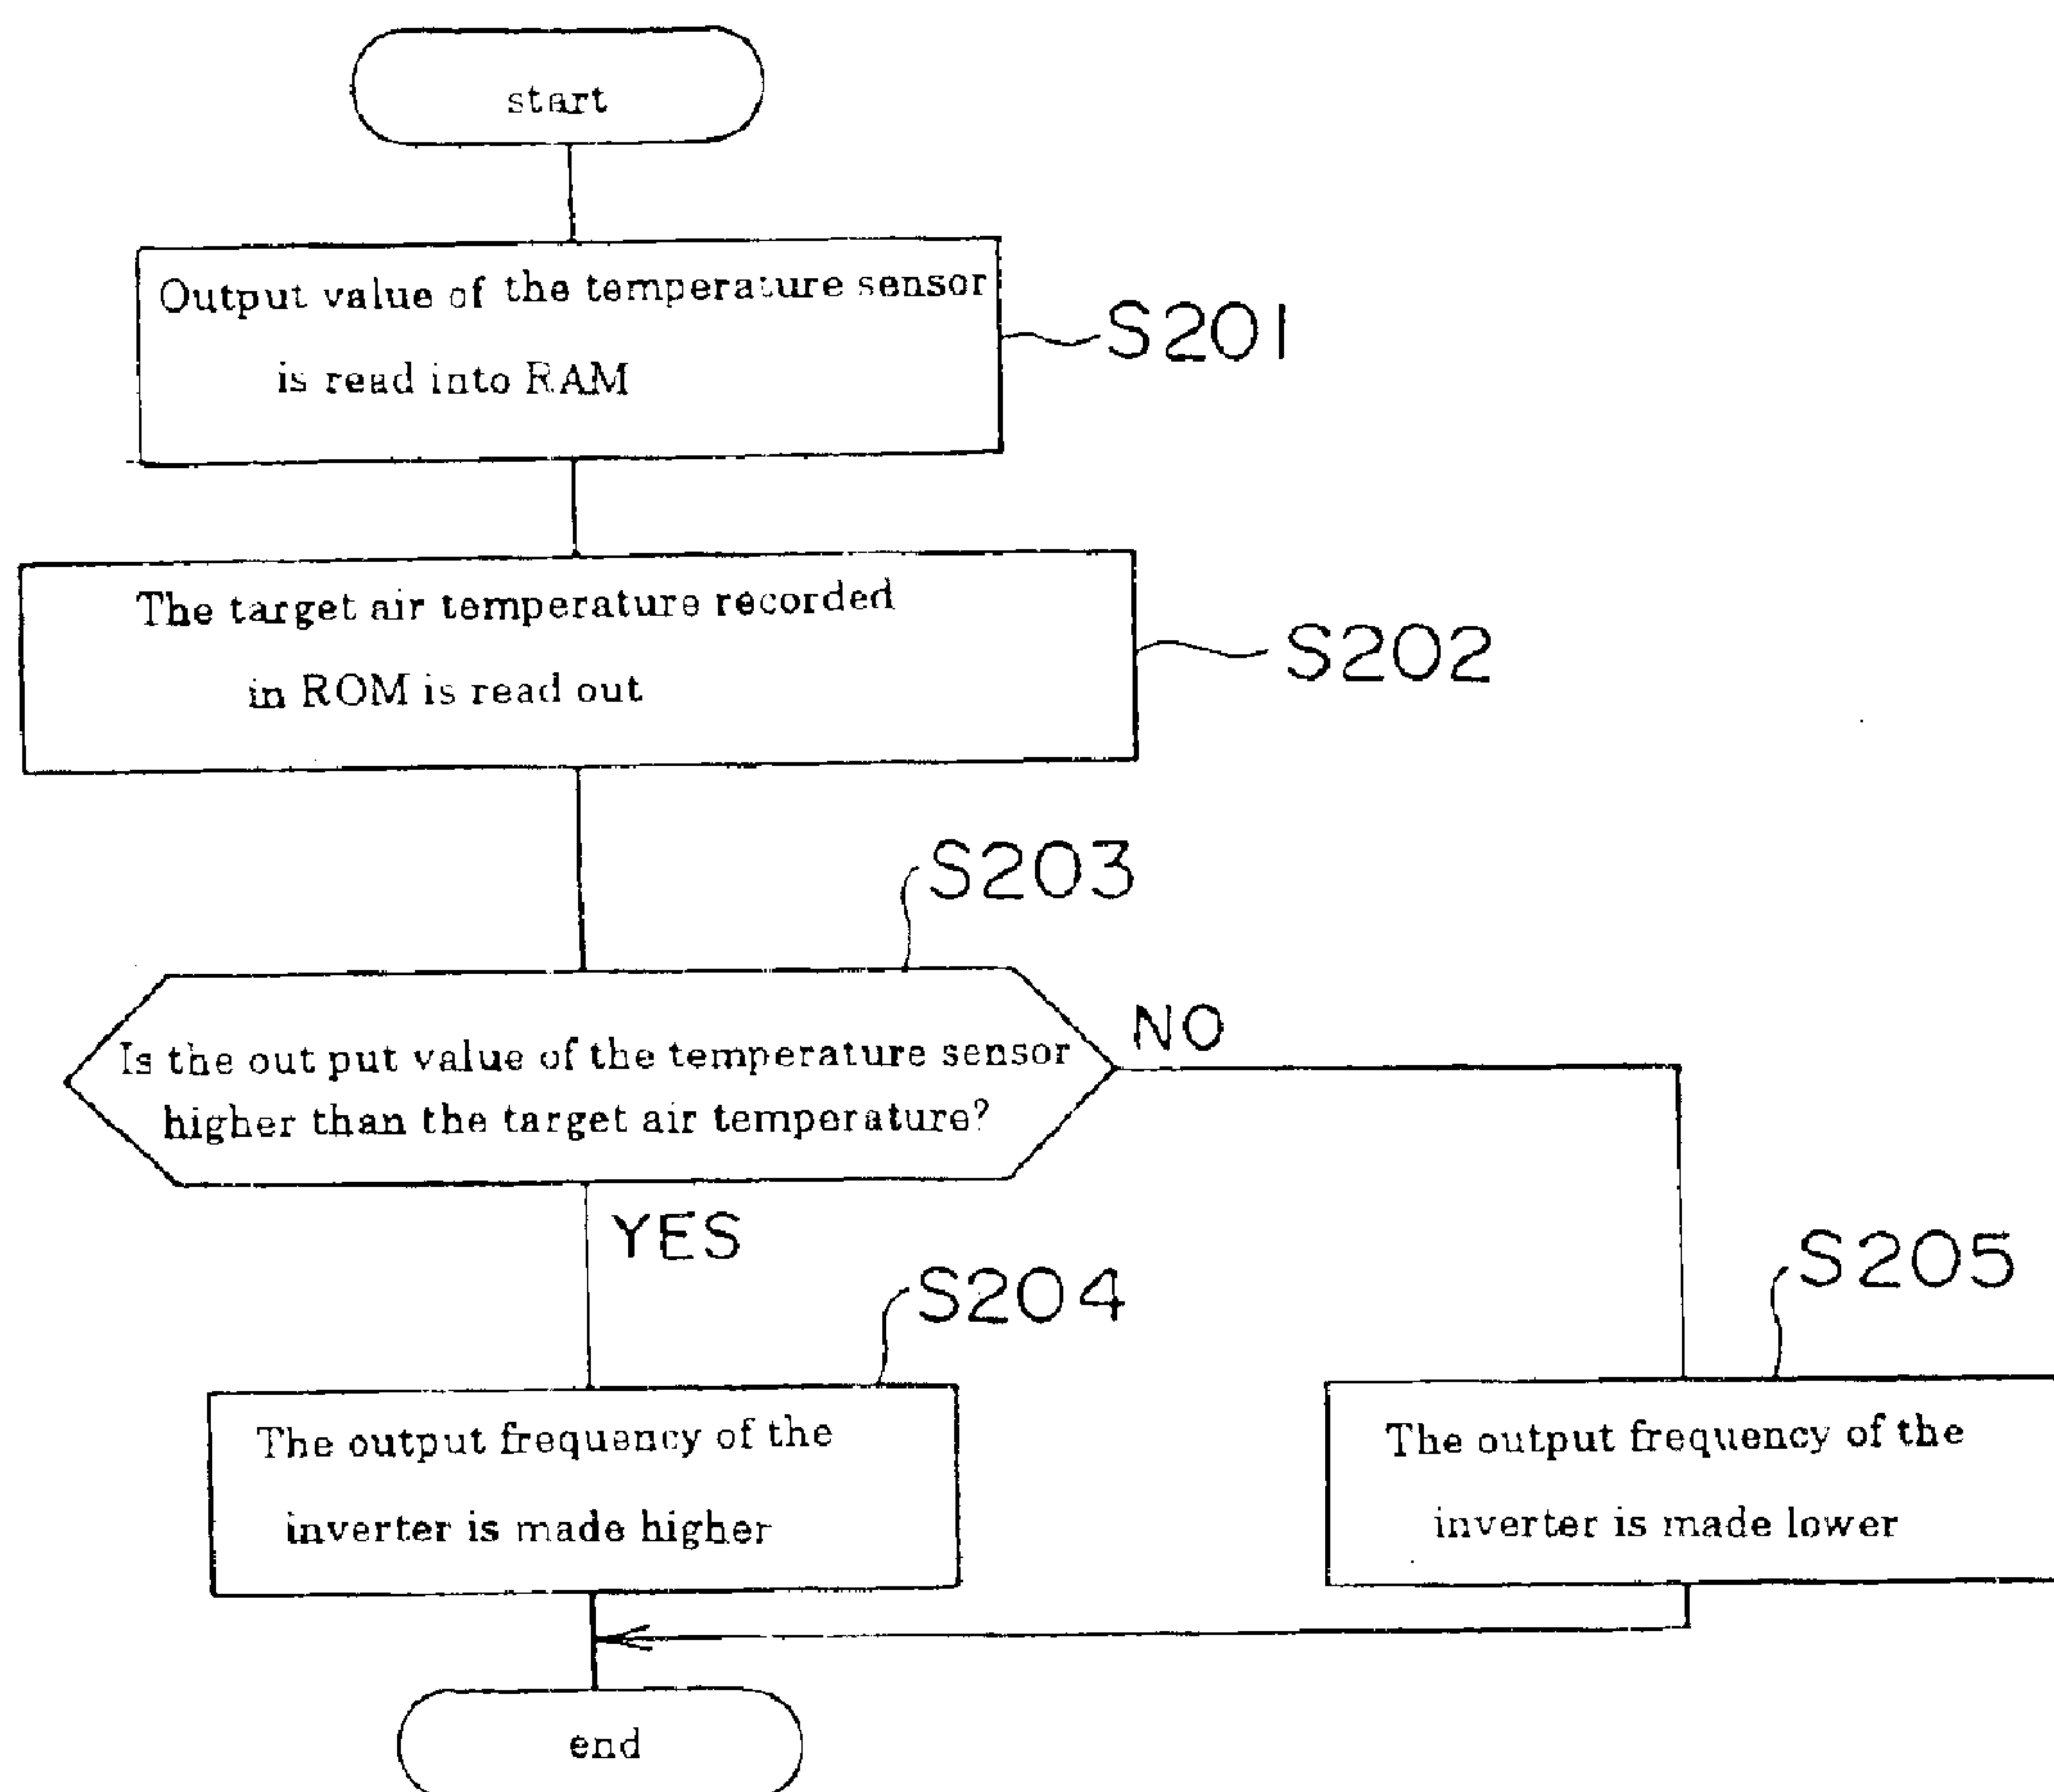 start
Output value of the temperature sensor
is read into RAM
S201
The target air temperature recorded
in ROM is read out
S202
S203
Is the out put value of the temperature sensor
higher than the target air temperature?
NO
YES
S204
The output frequency of the
inverter is made higher
S205
The output frequency of the
inverter is made lower
end